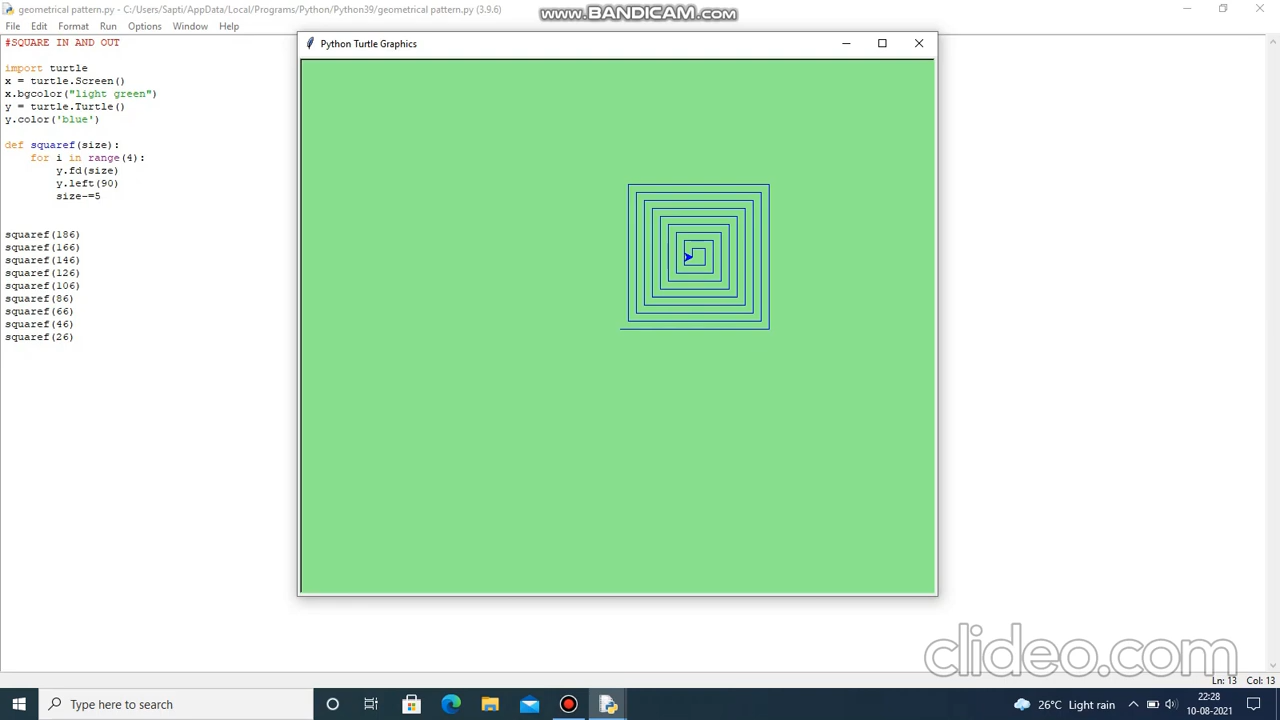 geometrical pattern.py - C:/Users/Sapti/AppData/Local/Programs/Python/Python39/geometrical pattern.py (3.9.6)
www.BANDICAM.com
File Edit Format Run Options Window Help
#SQUARE IN AND OUT
Python Turtle Graphics
import turtle
x = turtle.Screen()
x.bgcolor("light green")
y = turtle.Turtle()
y.color('blue')
def squaref(size):
for i in range(4):
y.fd(size)
y.left(90)
size-=5
squaref(186)
squaref(166)
squaref(146)
squaref(126)
squaref(106)
squaref(86)
squaref(66)
squaref(46)
squaref(26)
clideo.com
Ln: 13 Col: 13
Type here to search
26°C Light rain
22:28
10-08-2021